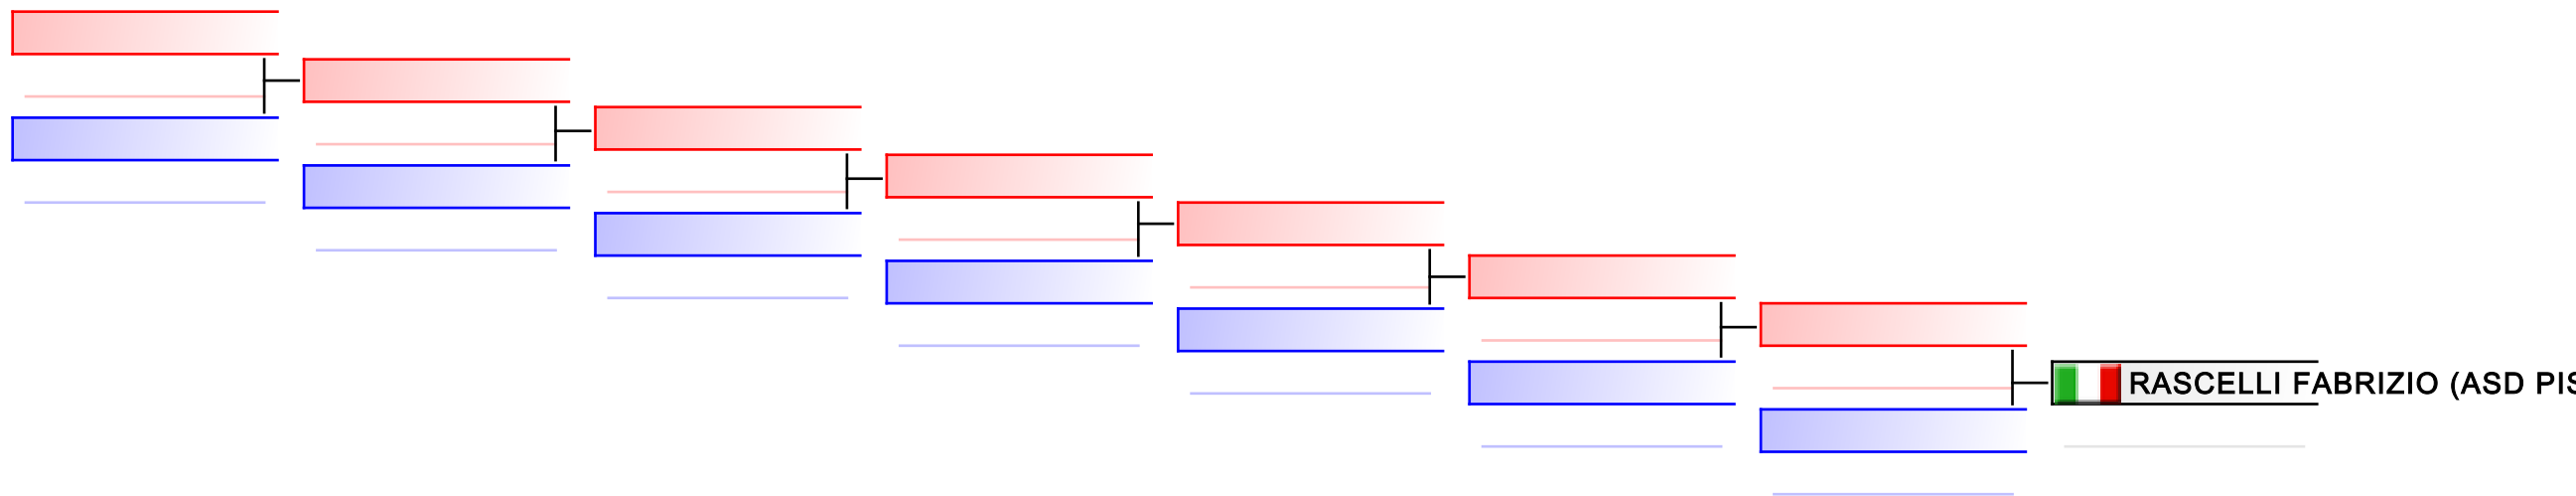 RASCELLI FABRIZIO (ASD PIS